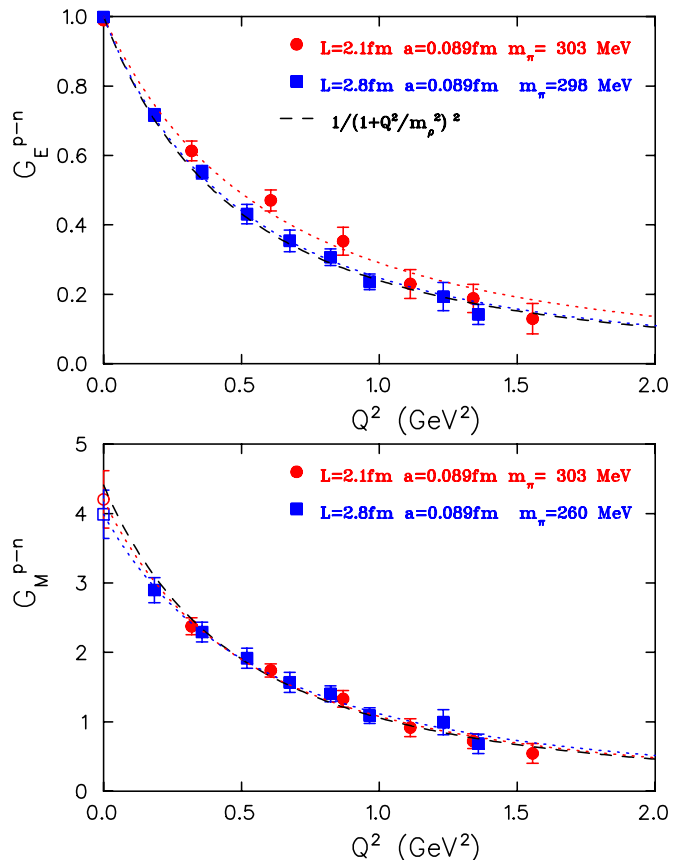 1.0
0.8
0.6
0.4
0.2
0.0
G_E^{p-n}
L=2.1fm a=0.089fm m_π= 303 MeV
L=2.8fm a=0.089fm m_π=298 MeV
1/(1+Q²/m_ρ²)²
0.0 0.5 1.0 1.5 2.0
Q² (GeV²)
5
4
3
2
1
0
G_M^{p-n}
L=2.1fm a=0.089fm m_π= 303 MeV
L=2.8fm a=0.089fm m_π=260 MeV
0.0 0.5 1.0 1.5 2.0
Q² (GeV²)